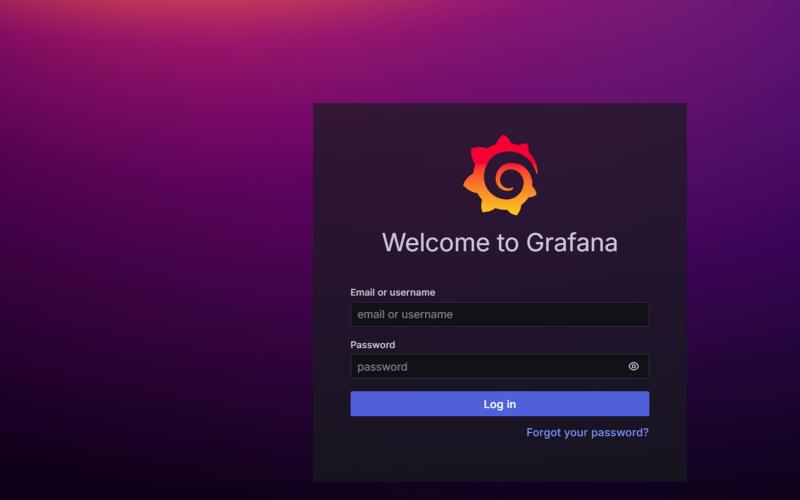 Welcome to Grafana
Email or username
email or username
Password
password
Log in
Forgot your password?